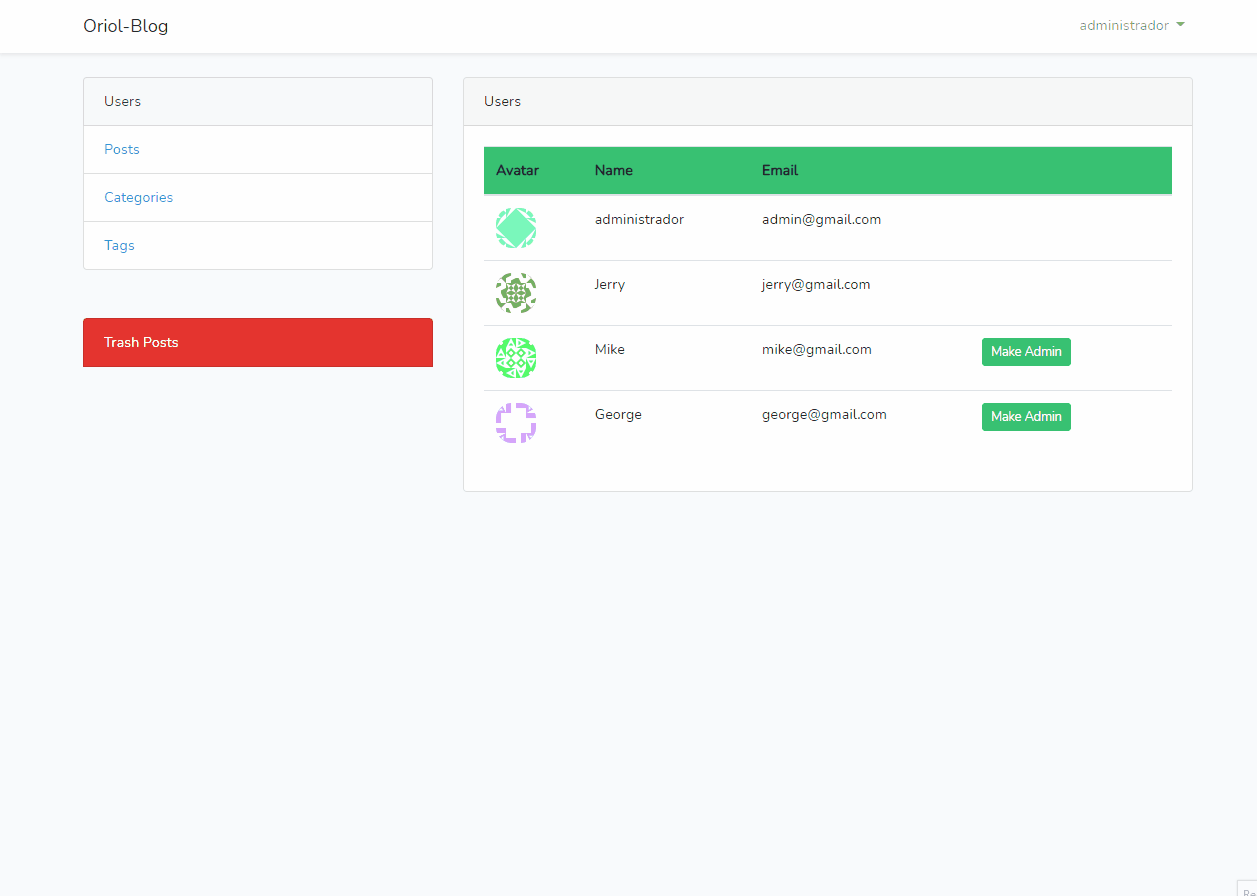 Oriol-Blog
administrador
Users
Posts
Categories
Tags
Trash Posts
Users
Avatar Name Email
administrador admin@gmail.com
Jerry jerry@gmail.com
Mike mike@gmail.com Make Admin
George george@gmail.com Make Admin